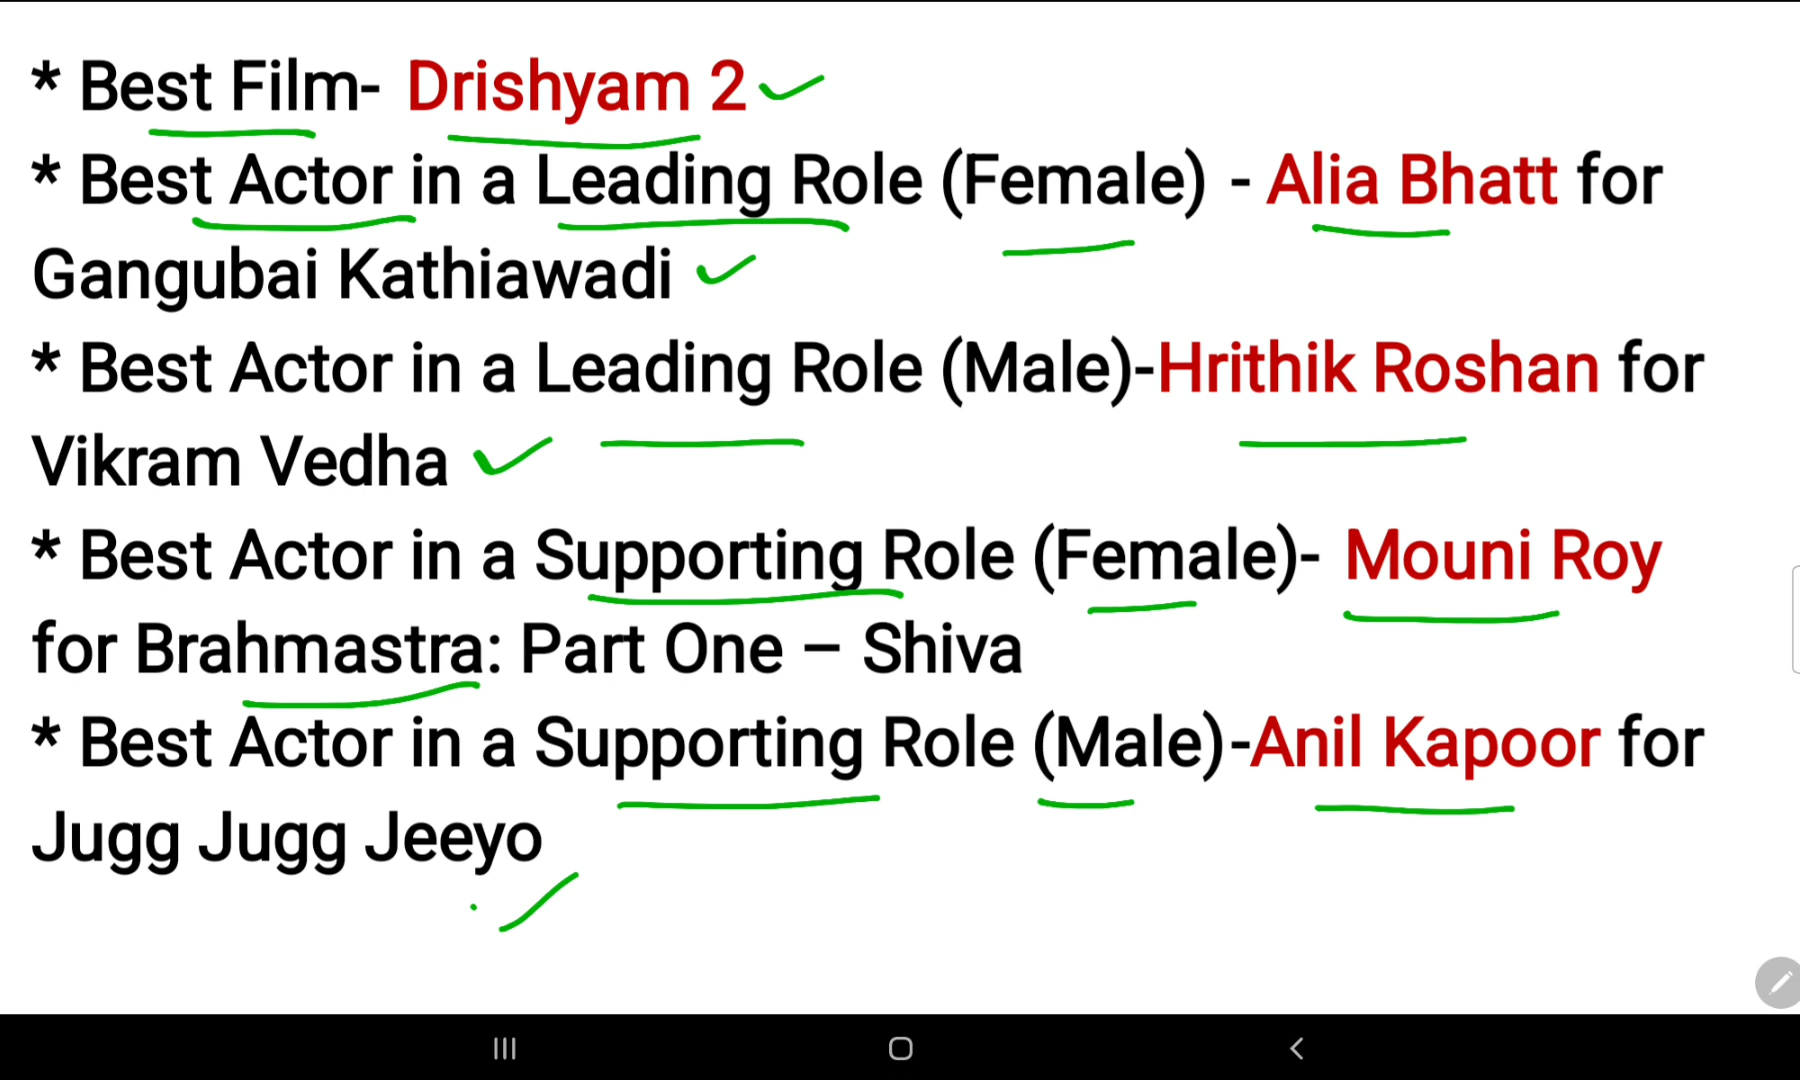 * Best Film- Drishyam 2
* Best Actor in a Leading Role (Female) - Alia Bhatt for
Gangubai Kathiawadi
* Best Actor in a Leading Role (Male)-Hrithik Roshan for
Vikram Vedha
* Best Actor in a Supporting Role (Female)- Mouni Roy
for Brahmastra: Part One – Shiva
* Best Actor in a Supporting Role (Male)-Anil Kapoor for
Jugg Jugg Jeeyo